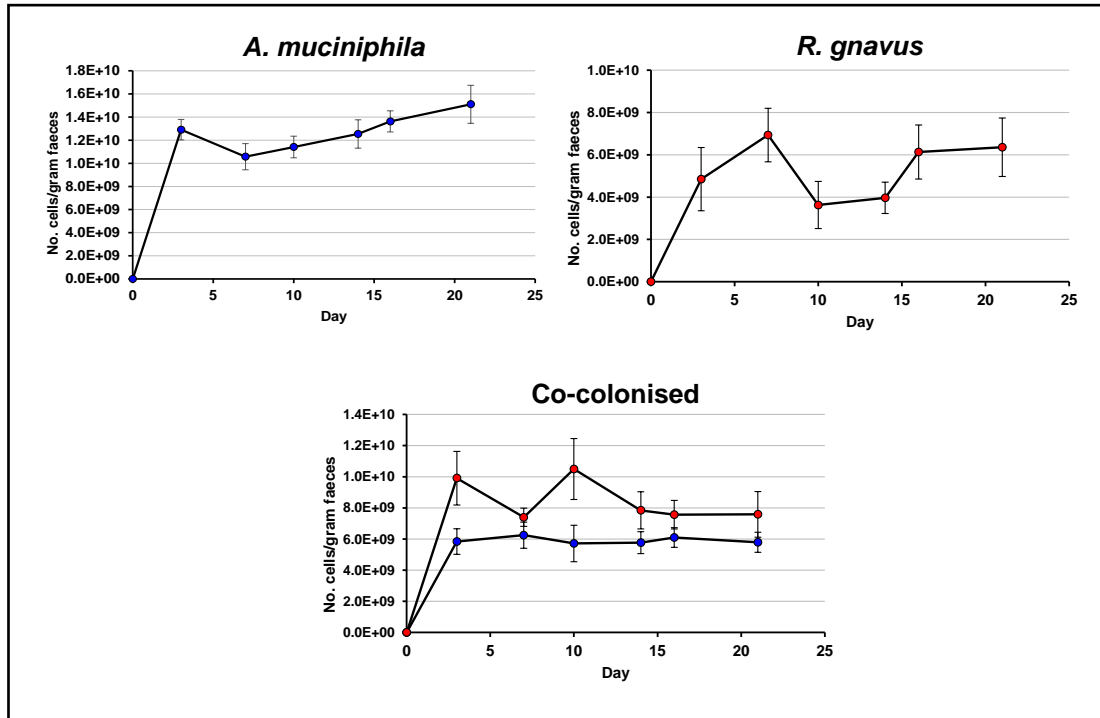 A. muciniphila
No. cells/gram faeces
1.8E+10
1.6E+10
1.4E+10
1.2E+10
1.0E+10
8.0E+09
6.0E+09
4.0E+09
2.0E+09
0.0E+00
0 5 10 15 20 25
Day
R. gnavus
No. cells/gram faeces
1.0E+10
8.0E+09
6.0E+09
4.0E+09
2.0E+09
0.0E+00
0 5 10 15 20 25
Day
Co-colonised
No. cells/gram faeces
1.4E+10
1.2E+10
1.0E+10
8.0E+09
6.0E+09
4.0E+09
2.0E+09
0.0E+00
0 5 10 15 20 25
Day